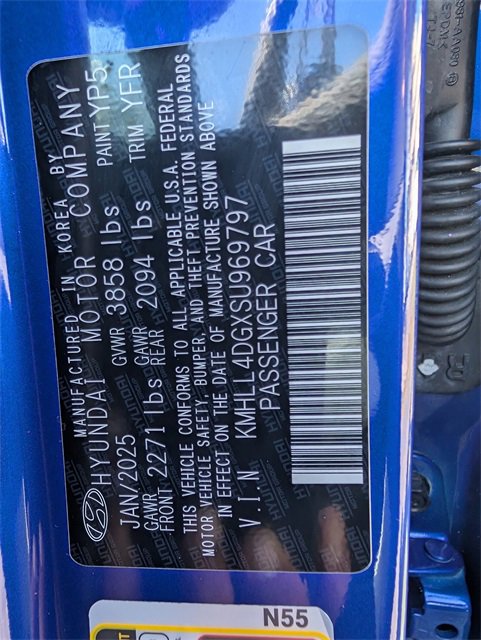 MANUFACTURED IN KOREA BY
HYUNDAI MOTOR COMPANY
JAN/2025 GVWR 3858 lbs PAINT YP5
GAWR FRONT 2271 lbs GAWR REAR 2094 lbs TRIM YFR
THIS VEHICLE CONFORMS TO ALL APPLICABLE U.S.A. FEDERAL
MOTOR VEHICLE SAFETY, BUMPER, AND THEFT PREVENTION STANDARDS
IN EFFECT ON THE DATE OF MANUFACTURE SHOWN ABOVE
V.I.N KMHLL4DGXSU969797
PASSENGER CAR
N55